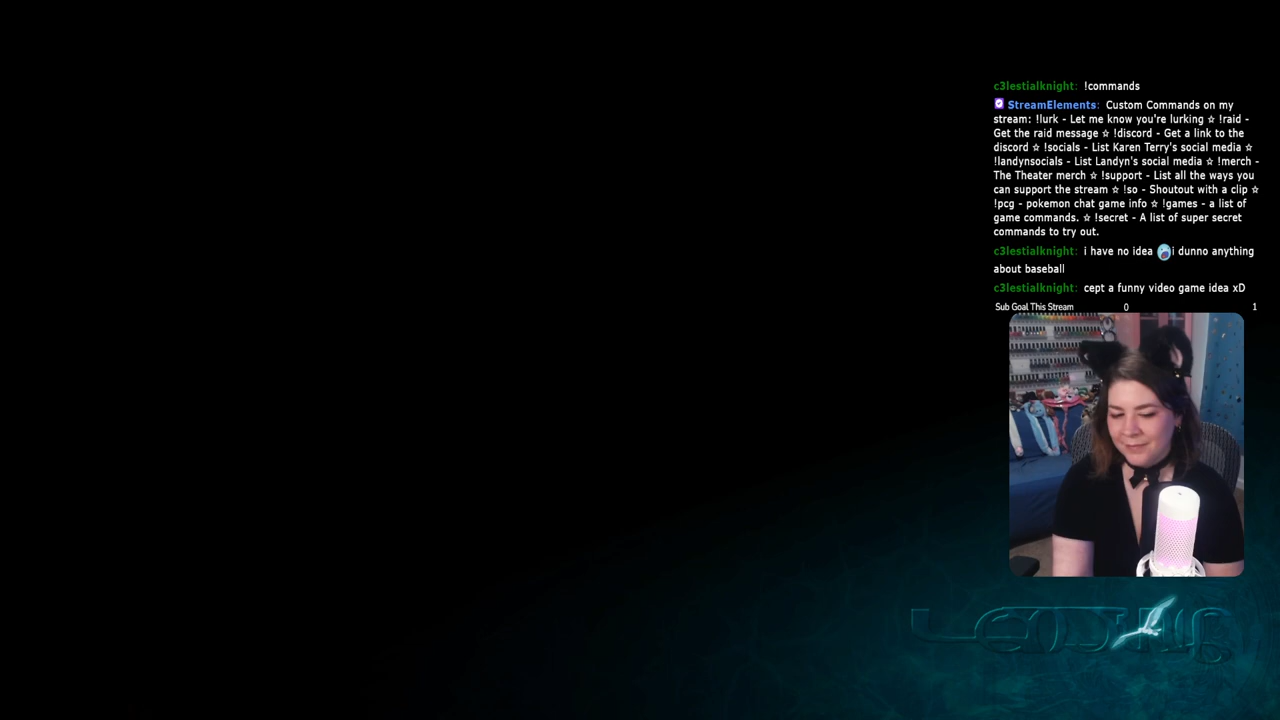 c3lestialknight: !commands
StreamElements: Custom Commands on my
stream: !lurk - Let me know you're lurking ☆ !raid -
Get the raid message ☆ !discord - Get a link to the
discord ☆ !socials - List Karen Terry's social media ☆
!landynsocials - List Landyn's social media ☆ !merch -
The Theater merch ☆ !support - List all the ways you
can support the stream ☆ !so - Shoutout with a clip ☆
!pcg - pokemon chat game info ☆ !games - a list of
game commands. ☆ !secret - A list of super secret
commands to try out.
c3lestialknight: i have no idea i dunno anything
about baseball
c3lestialknight: cept a funny video game idea xD
Sub Goal This Stream 0 1
Loading